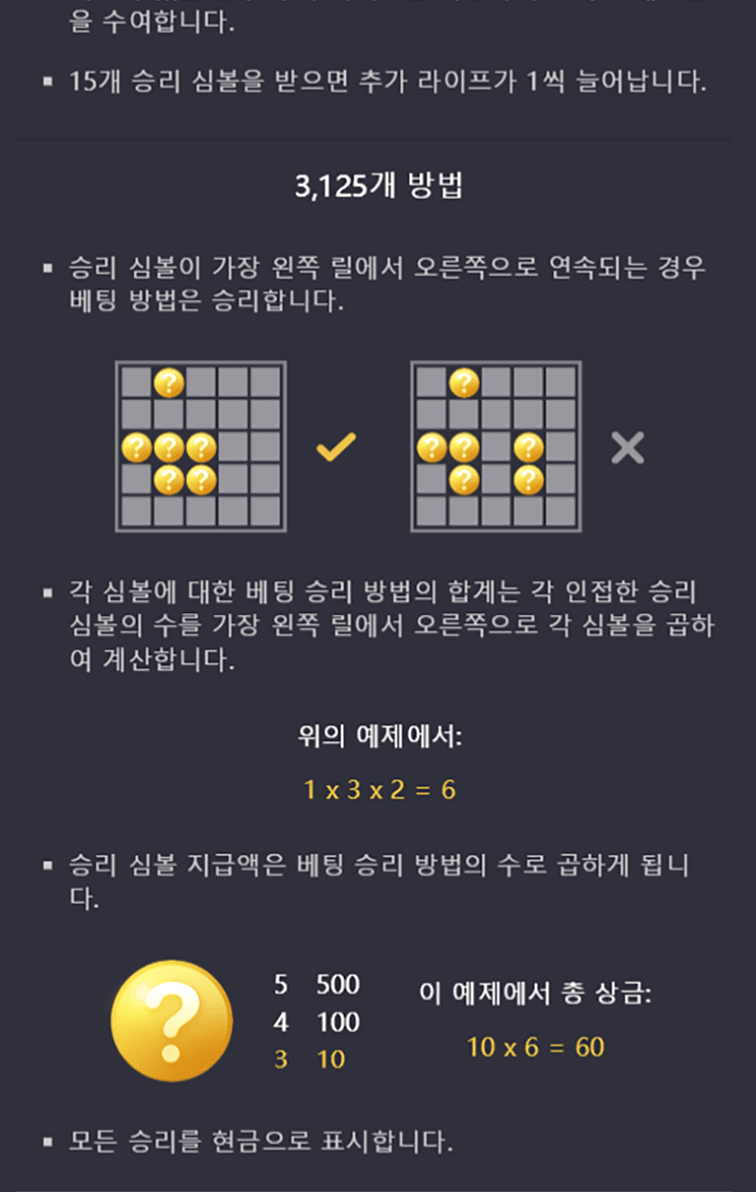 을 수여합니다.
▪ 15개 승리 심볼을 받으면 추가 라이프가 1씩 늘어납니다.
3,125개 방법
▪ 승리 심볼이 가장 왼쪽 릴에서 오른쪽으로 연속되는 경우
베팅 방법은 승리합니다.
?
? ? ?
? ?
?
? ? ?
? ?
▪ 각 심볼에 대한 베팅 승리 방법의 합계는 각 인접한 승리
심볼의 수를 가장 왼쪽 릴에서 오른쪽으로 각 심볼을 곱하
여 계산합니다.
위의 예제에서:
1 x 3 x 2 = 6
▪ 승리 심볼 지급액은 베팅 승리 방법의 수로 곱하게 됩니
다.
?
5 500
4 100
3 10
이 예제에서 총 상금:
10 x 6 = 60
▪ 모든 승리를 현금으로 표시합니다.